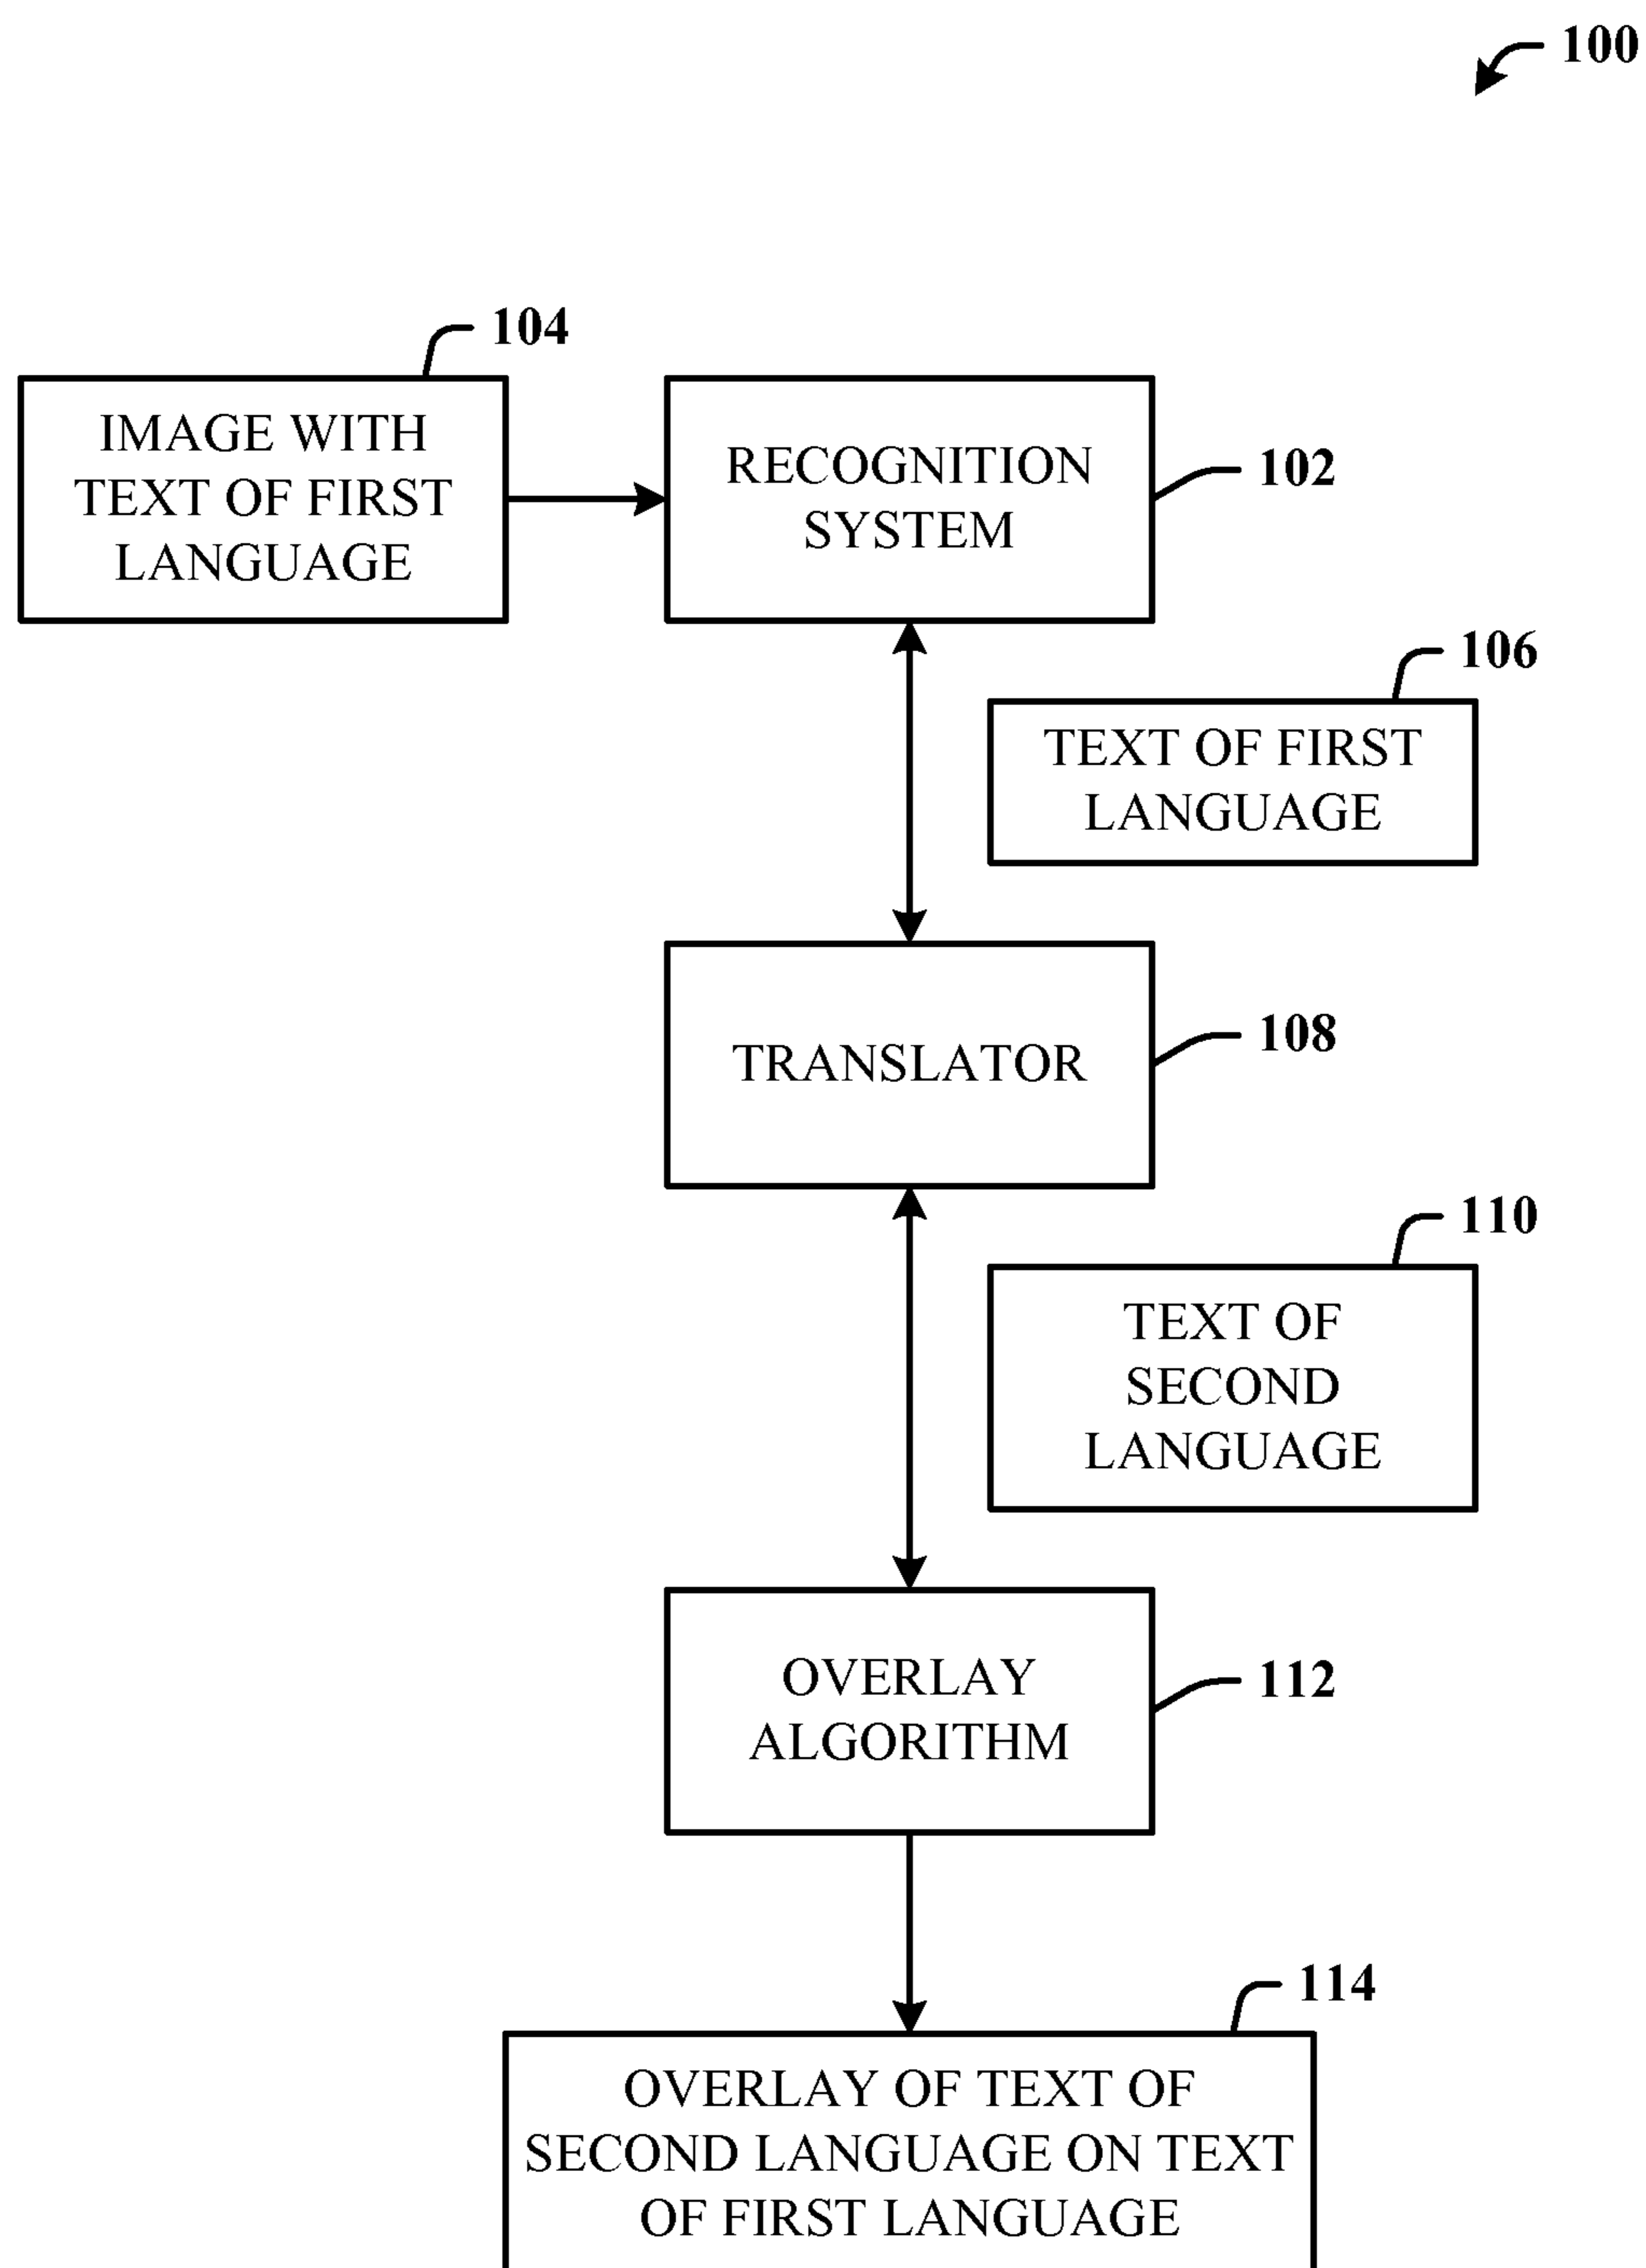 100
104
IMAGE WITH
TEXT OF FIRST
LANGUAGE
RECOGNITION
SYSTEM
102
106
TEXT OF FIRST
LANGUAGE
TRANSLATOR
108
110
TEXT OF
SECOND
LANGUAGE
OVERLAY
ALGORITHM
112
114
OVERLAY OF TEXT OF
SECOND LANGUAGE ON TEXT
OF FIRST LANGUAGE